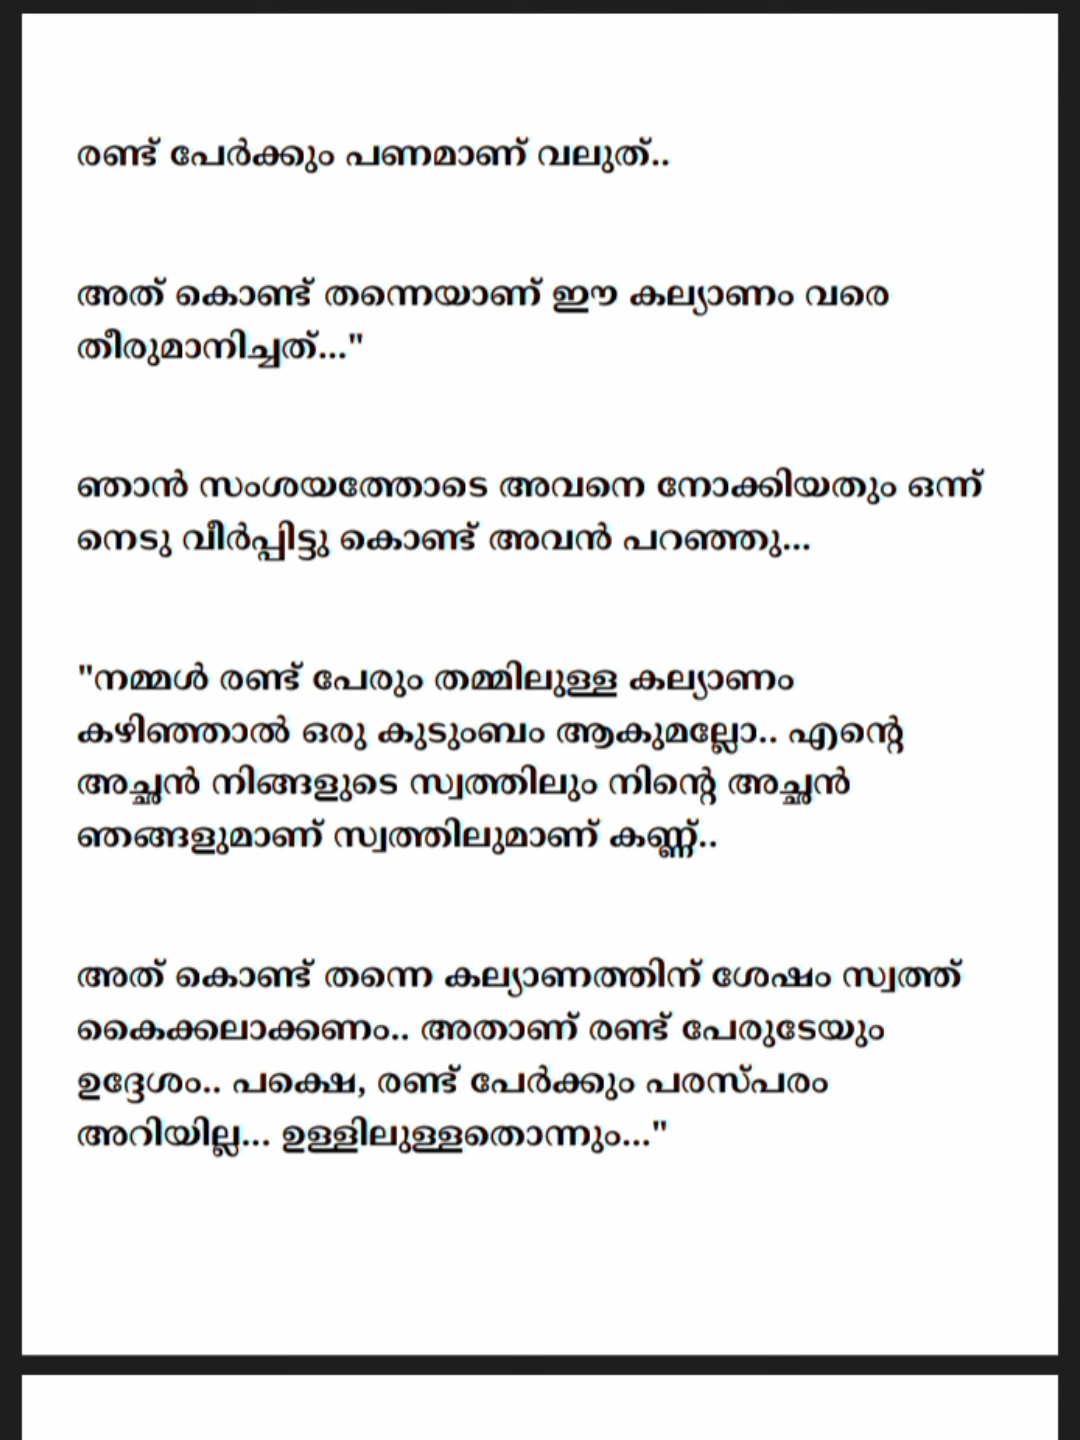 രണ്ട് പേർക്കും പണമാണ് വലുത്..
അത് കൊണ്ട് തന്നെയാണ് ഈ കല്യാണം വരെ
തീരുമാനിച്ചത്..."
ഞാൻ സംശയത്തോടെ അവനെ നോക്കിയതും ഒന്ന്
നെടു വീർപ്പിട്ടു കൊണ്ട് അവൻ പറഞ്ഞു...
"നമ്മൾ രണ്ട് പേരും തമ്മിലുള്ള കല്യാണം
കഴിഞ്ഞാൽ ഒരു കുടുംബം ആകുമല്ലോ.. എന്റെ
അച്ഛൻ നിങ്ങളുടെ സ്വത്തിലും നിന്റെ അച്ഛൻ
ഞങ്ങളുമാണ് സ്വത്തിലുമാണ് കണ്ണ്..
അത് കൊണ്ട് തന്നെ കല്യാണത്തിന് ശേഷം സ്വത്ത്
കൈക്കലാക്കണം.. അതാണ് രണ്ട് പേരുടേയും
ഉദ്ദേശം.. പക്ഷെ, രണ്ട് പേർക്കും പരസ്പരം
അറിയില്ല... ഉള്ളിലുള്ളതൊന്നും..."